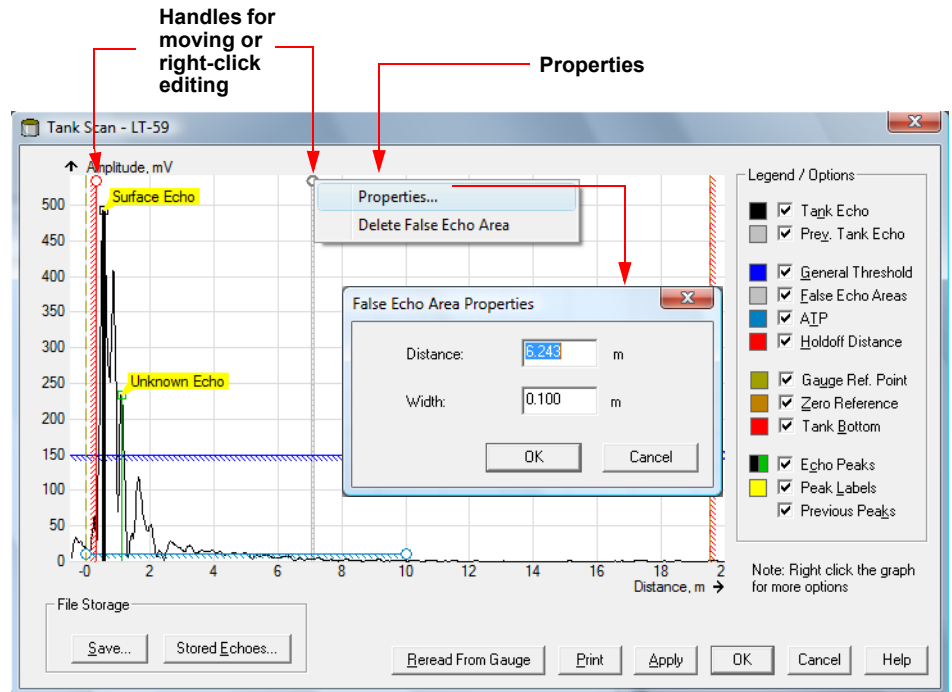 Handles for
moving or
right-click
editing
Properties
Tank Scan - LT-59
Amplitude, mV
500
450
400
350
300
250
200
150
100
50
0
Surface Echo
Unknown Echo
Properties...
Delete False Echo Area
False Echo Area Properties
Distance: 6.243 m
Width: 0.100 m
OK Cancel
-0 2 4 6 8 10 12 14 16 18 2
Distance, m
Legend / Options
Tank Echo
Prev. Tank Echo
General Threshold
False Echo Areas
ATP
Holdoff Distance
Gauge Ref. Point
Zero Reference
Tank Bottom
Echo Peaks
Peak Labels
Previous Peaks
Note: Right click the graph
for more options
File Storage
Save... Stored Echoes...
Reread From Gauge Print Apply OK Cancel Help